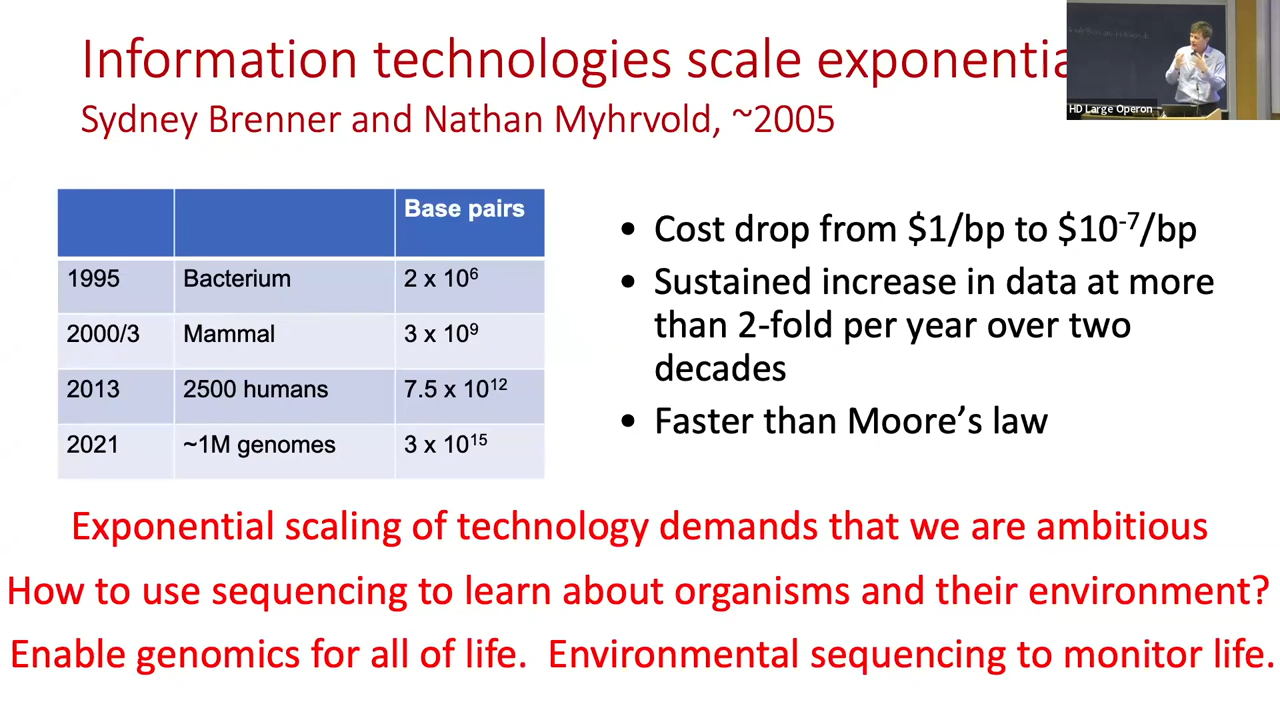 Information technologies scale exponentia
Sydney Brenner and Nathan Myhrvold, ~2005
HD Large Operon
Base pairs
1995 Bacterium 2 x 10⁶
2000/3 Mammal 3 x 10⁹
2013 2500 humans 7.5 x 10¹²
2021 ~1M genomes 3 x 10¹⁵
• Cost drop from $1/bp to $10⁻⁷/bp
• Sustained increase in data at more
than 2-fold per year over two
decades
• Faster than Moore’s law
Exponential scaling of technology demands that we are ambitious
How to use sequencing to learn about organisms and their environment?
Enable genomics for all of life. Environmental sequencing to monitor life.